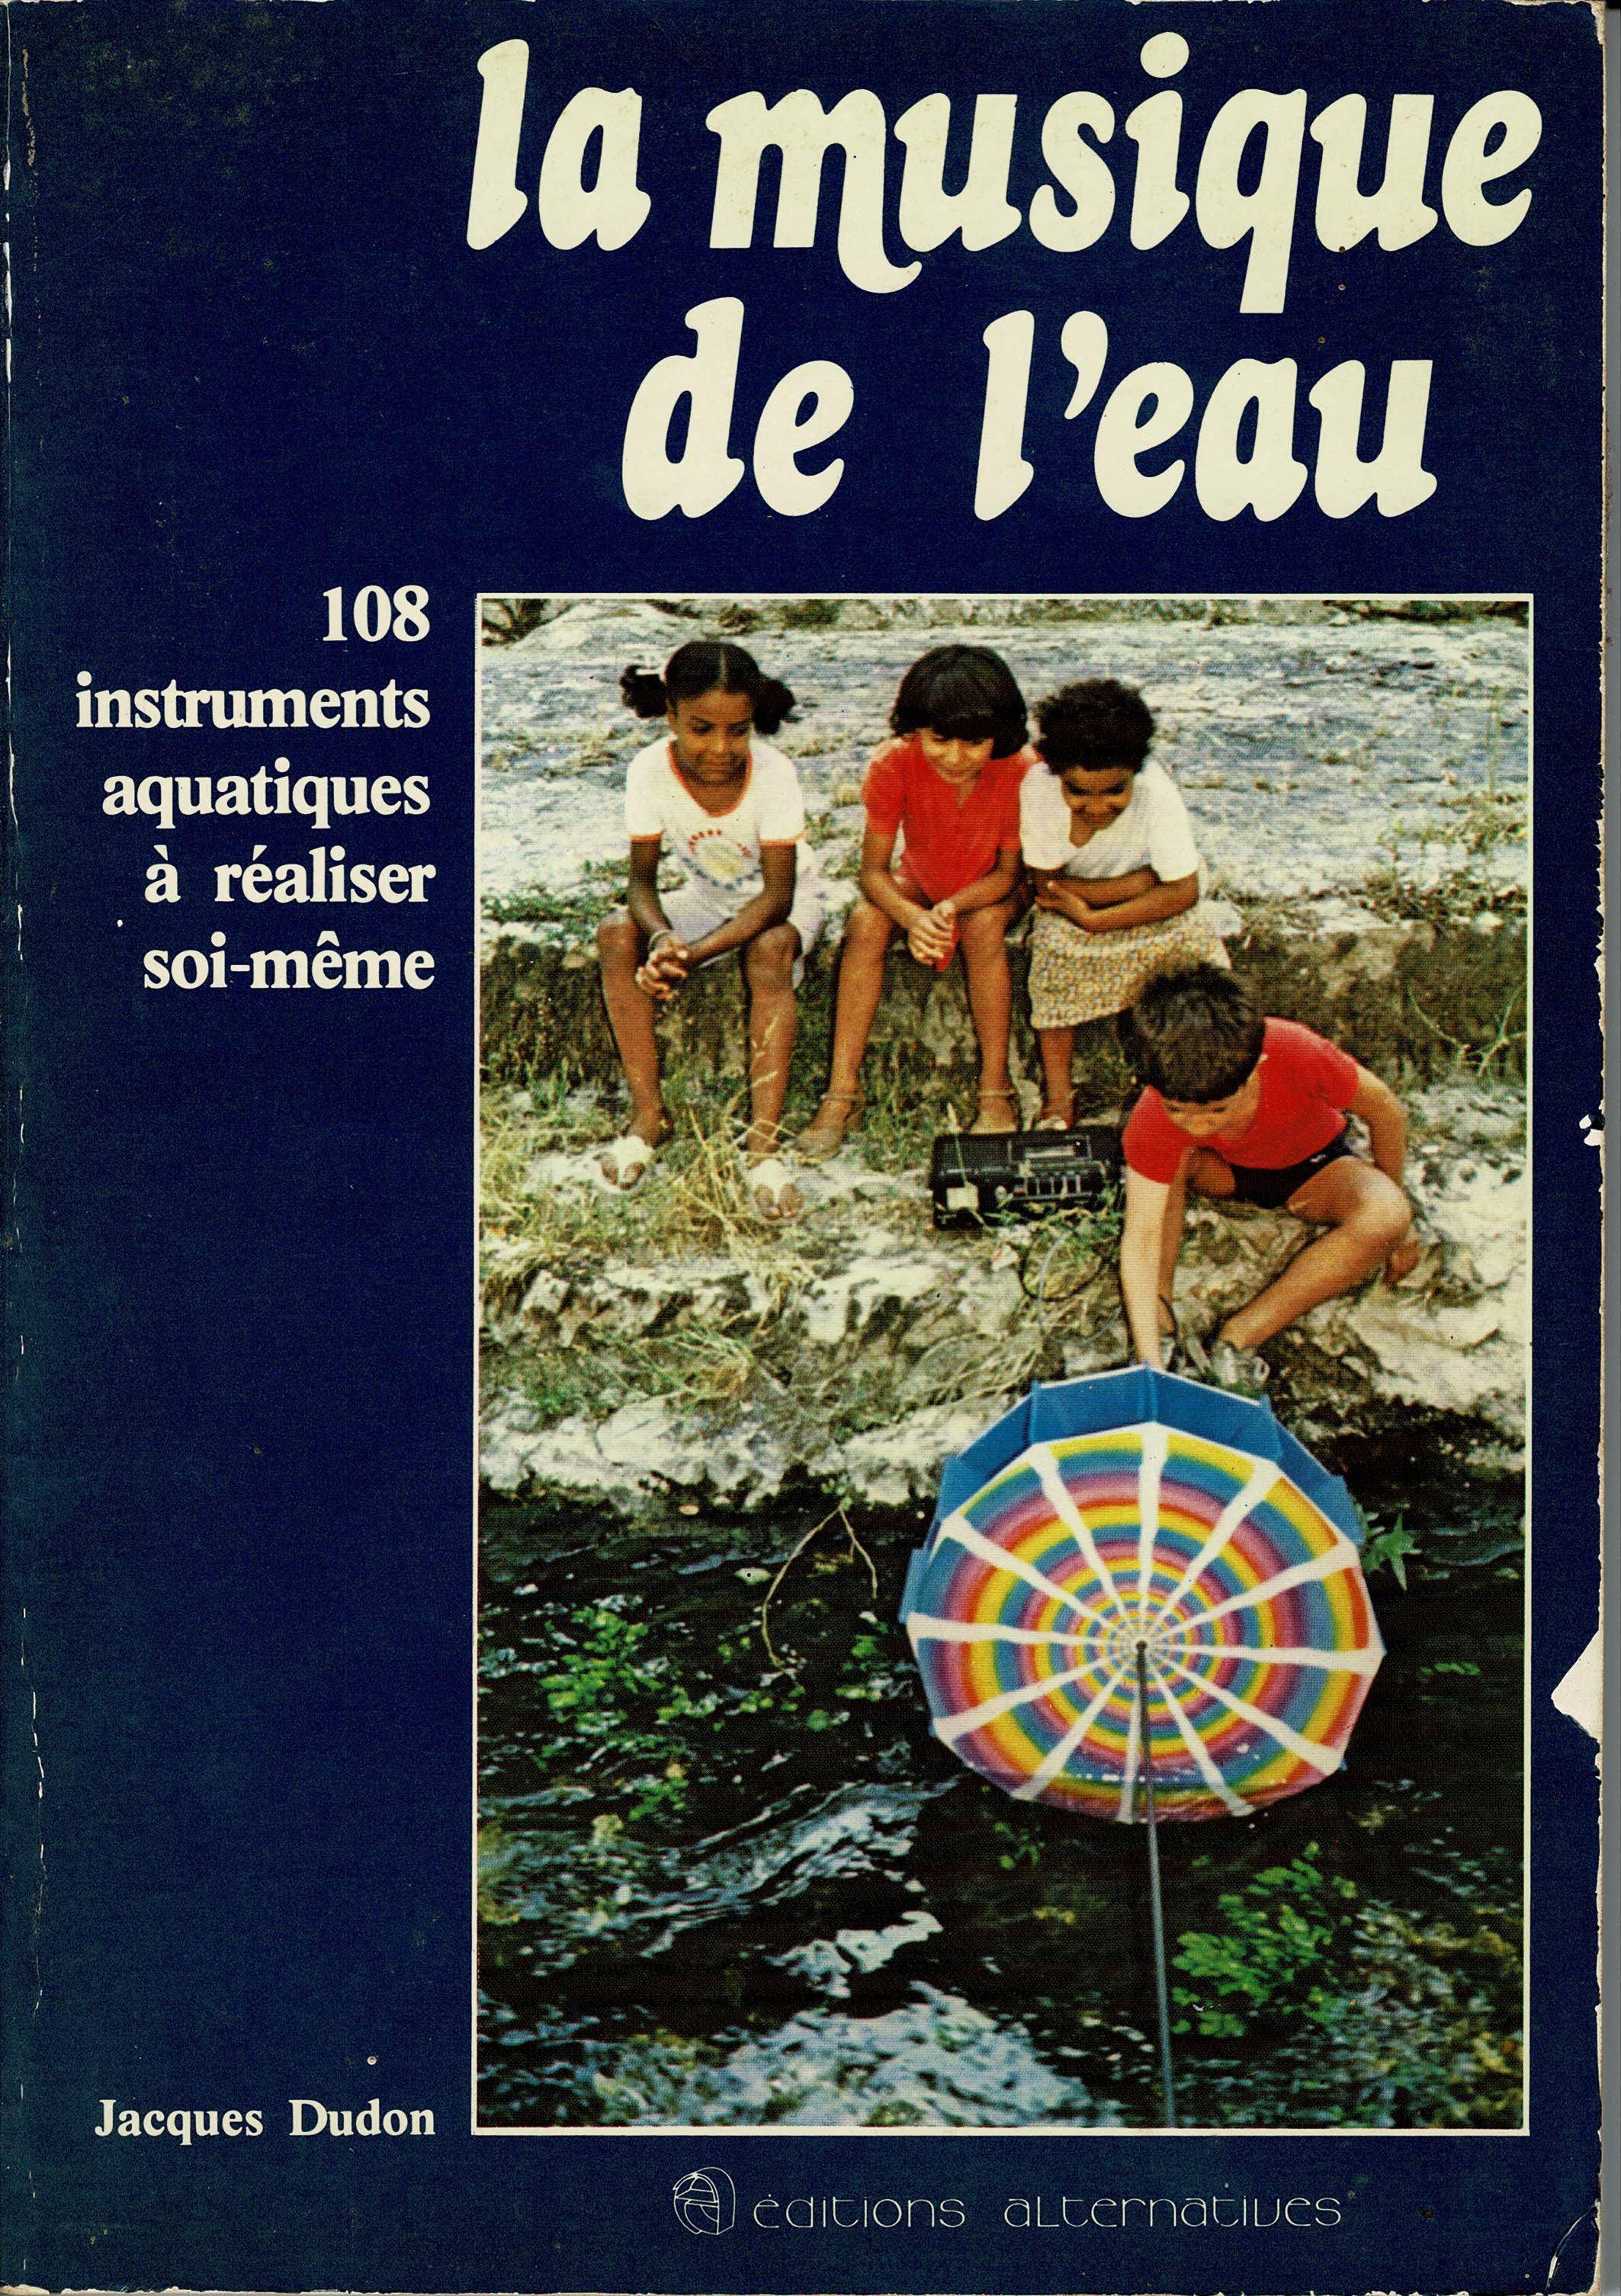 la musique
de l'eau
108
instruments
aquatiques
à réaliser
soi-même
Jacques Dudon
éditions alternatives